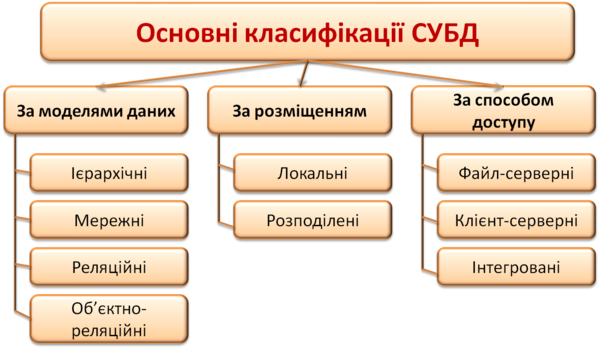 Основні класифікації СУБД
За моделями даних
Ієрархічні
Мережні
Реляційні
Об’єктно-
реляційні
За розміщенням
Локальні
Розподілені
За способом
доступу
Файл-серверні
Клієнт-серверні
Інтегровані